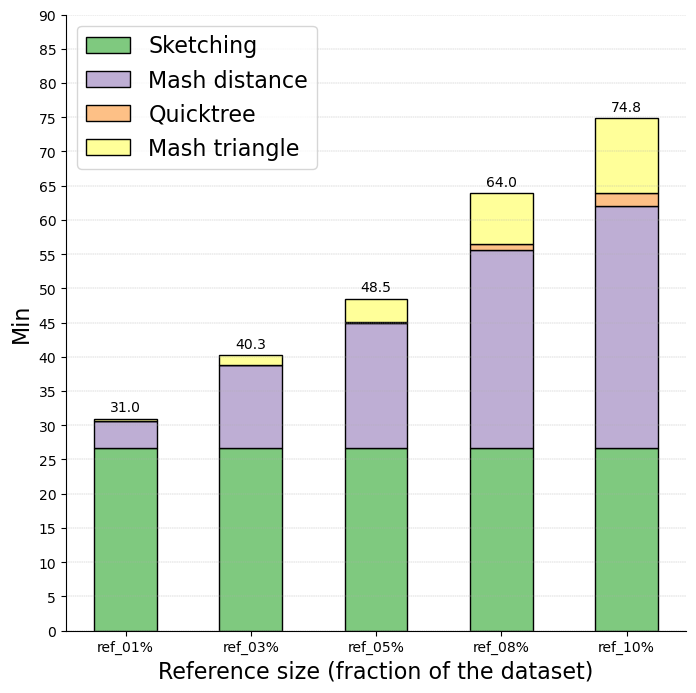 90
85
80
75
70
65
60
55
50
45
40
35
30
25
20
15
10
5
0
Min
Sketching
Mash distance
Quicktree
Mash triangle
31.0
40.3
48.5
64.0
74.8
ref_01%
ref_03%
ref_05%
ref_08%
ref_10%
Reference size (fraction of the dataset)